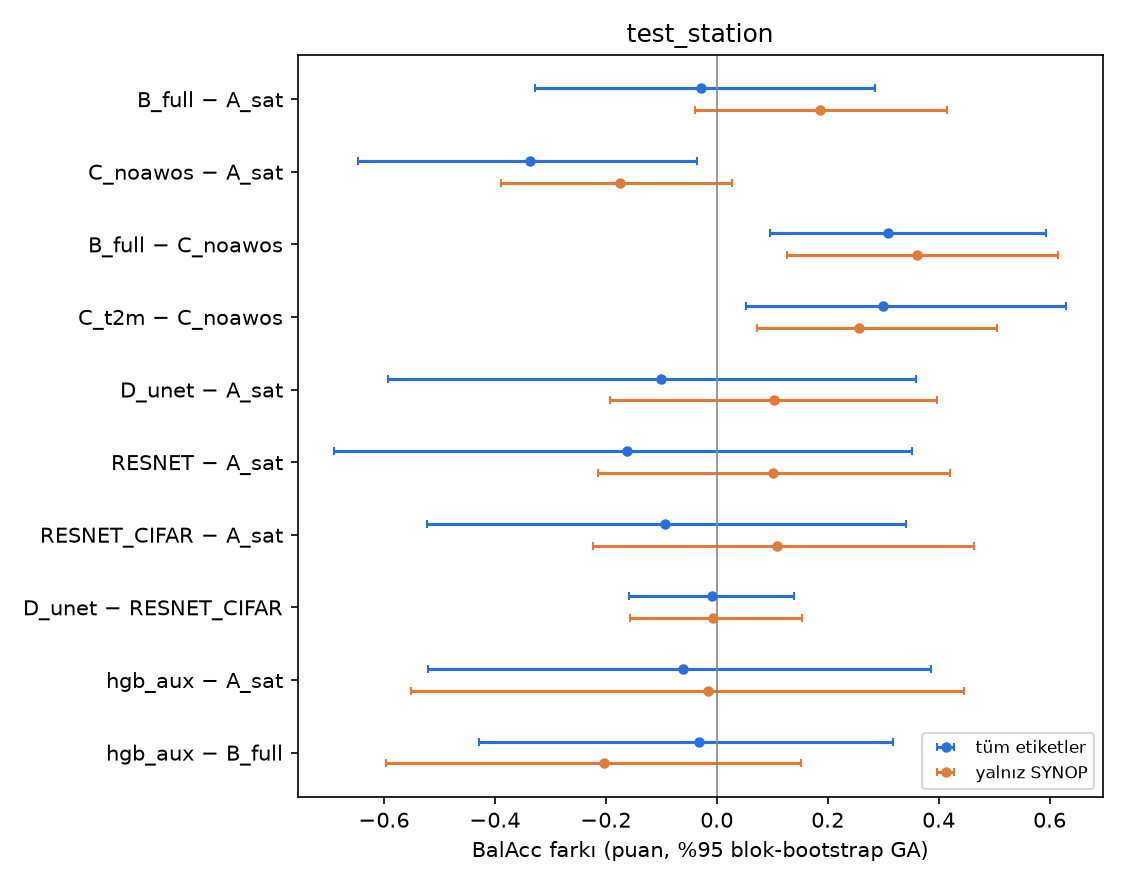 test_station
B_full − A_sat
C_noawos − A_sat
B_full − C_noawos
C_t2m − C_noawos
D_unet − A_sat
RESNET − A_sat
RESNET_CIFAR − A_sat
D_unet − RESNET_CIFAR
hgb_aux − A_sat
hgb_aux − B_full
tüm etiketler
yalnız SYNOP
−0.6 −0.4 −0.2 0.0 0.2 0.4 0.6
BalAcc farkı (puan, %95 blok-bootstrap GA)